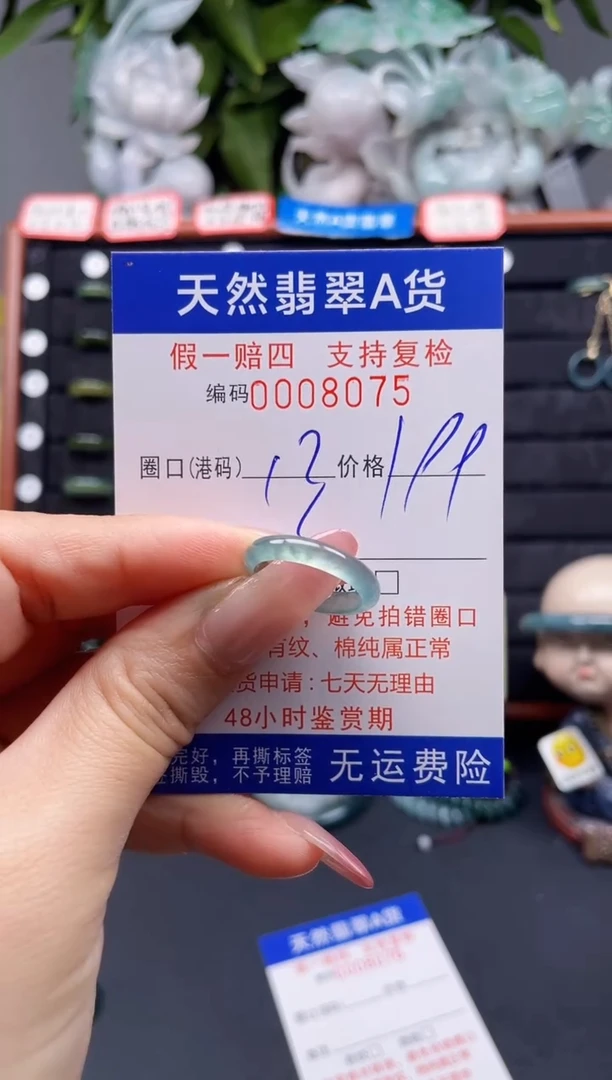 天然翡翠A货
假一赔四 支持复检
编码0008075
圈口(港码) 13 价格 199
，避免拍错圈口
有纹、棉纯属正常
货申请：七天无理由
48小时鉴赏期
完好，再撕标签
撕毁，不予理赔
无运费险
天然翡翠A货